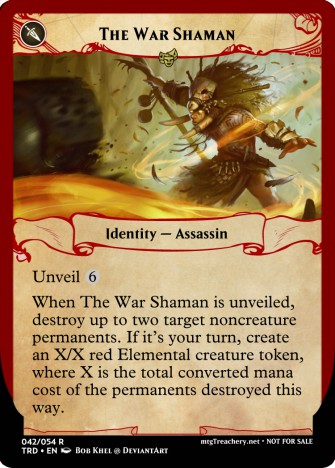 The War Shaman
Identity — Assassin
Unveil 6
When The War Shaman is unveiled,
destroy up to two target noncreature
permanents. If it's your turn, create
an X/X red Elemental creature token,
where X is the total converted mana
cost of the permanents destroyed this
way.
042/054 R
TRD • EN Bob Khel @ DeviantArt
mtgTreachery.net • NOT FOR SALE